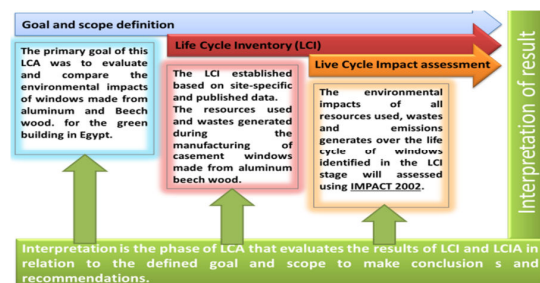 Goal and scope definition
Life Cycle Inventory (LCI)
Live Cycle Impact assessment
The primary goal of this
LCA was to evaluate
and compare the
environmental impacts
of windows made from
aluminum and Beech
wood. for the green
building in Egypt.
The LCI established
based on site-specific
and published data.
The resources used
and wastes generated
during the
manufacturing of
casement windows
made from aluminum
beech wood.
The environmental
impacts of all
resources used, wastes
and emissions
generates over the life
cycle of windows
identified in the LCI
stage will assessed
using IMPACT 2002.
Interpretation of result
Interpretation is the phase of LCA that evaluates the results of LCI and LCIA in
relation to the defined goal and scope to make conclusion s and
recommendations.